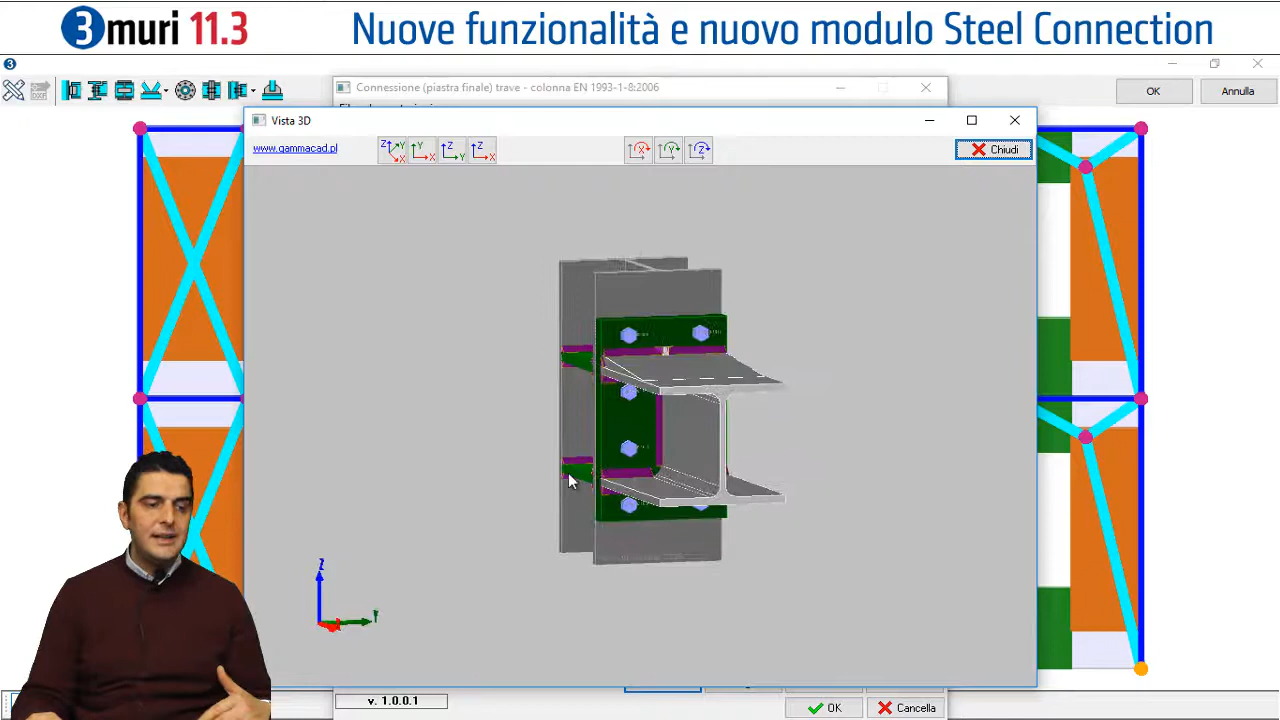 3muri 11.3
Nuove funzionalità e nuovo modulo Steel Connection
Connessione (piastra finale) trave - colonna EN 1993-1-8:2006
OK
Annulla
Vista 3D
www.gammacad.pl
Chiudi
Z
Y
v. 1.0.0.1
OK
Cancella